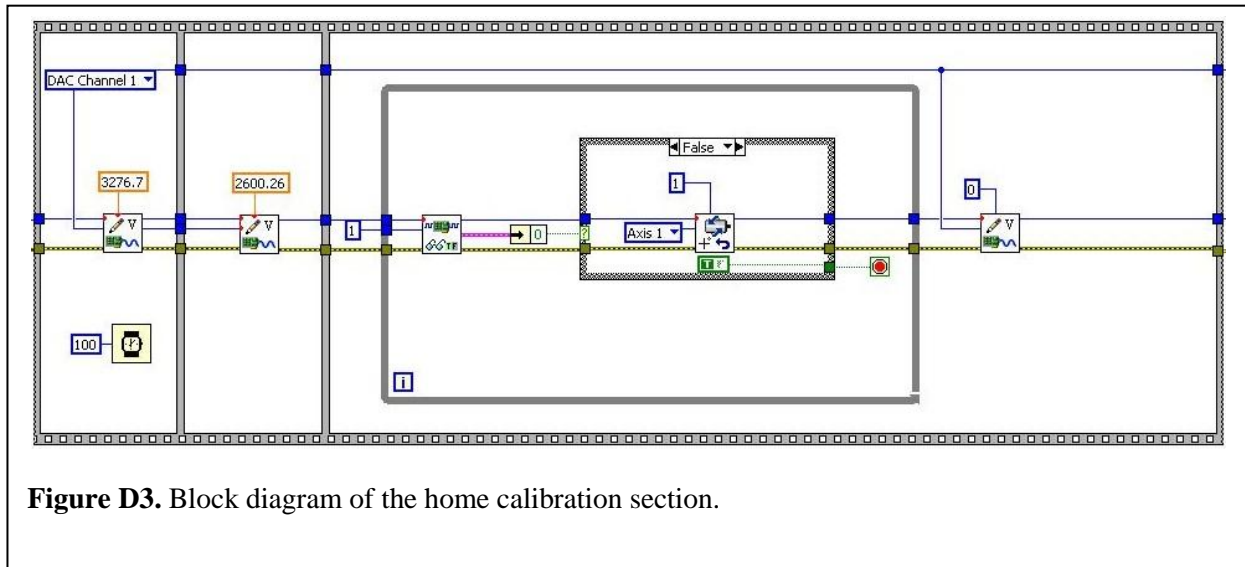 DAC Channel 1
3276.7
V
100
2600.26
V
1
TF
0
?
False
1
Axis 1
T F
i
0
V
Figure D3. Block diagram of the home calibration section.